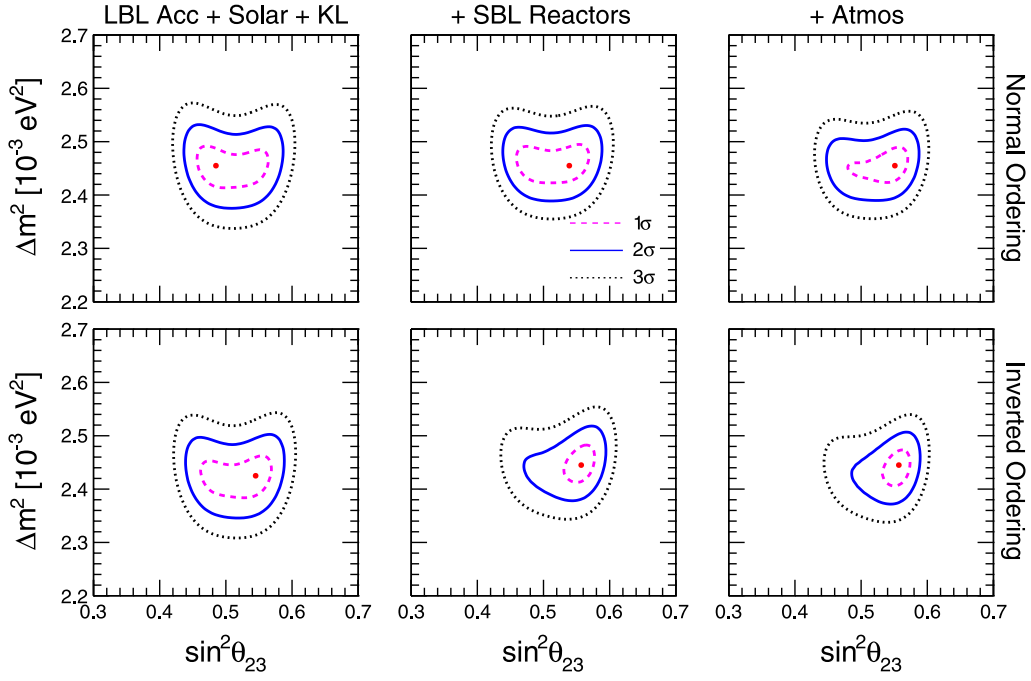 LBL Acc + Solar + KL
+ SBL Reactors
+ Atmos
2.7
2.6
2.5
2.4
2.3
2.2
Δm² [10⁻³ eV²]
1σ
2σ
3σ
Normal Ordering
2.7
2.6
2.5
2.4
2.3
2.2
Δm² [10⁻³ eV²]
Inverted Ordering
0.3 0.4 0.5 0.6 0.7
0.3 0.4 0.5 0.6 0.7
0.3 0.4 0.5 0.6 0.7
sin²θ₂₃
sin²θ₂₃
sin²θ₂₃